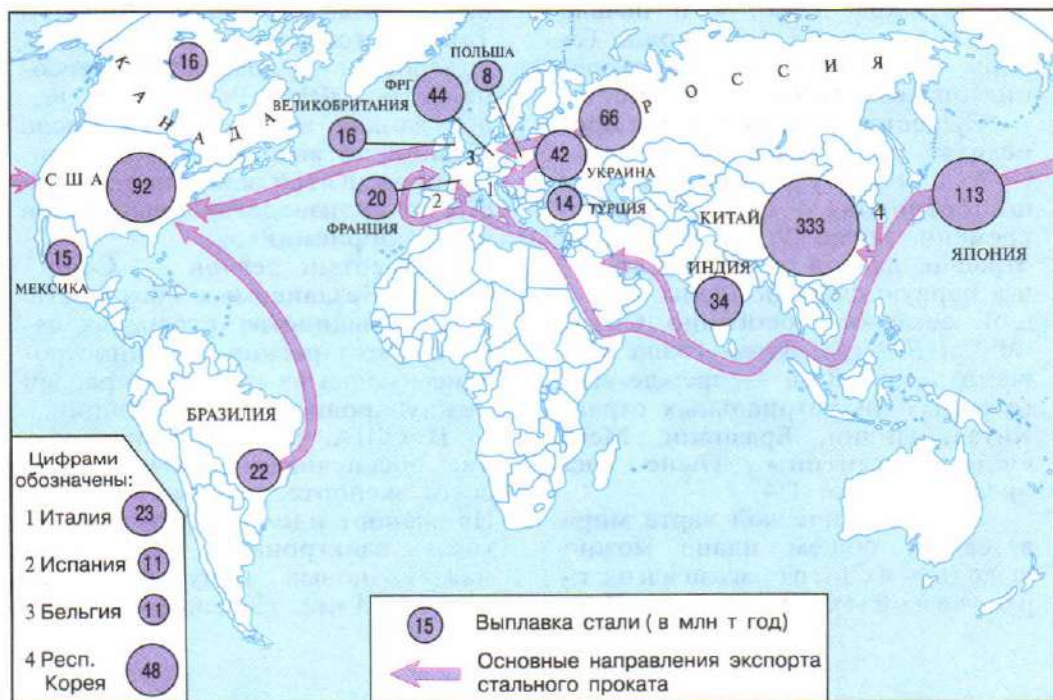 КАНАДА
16
США
92
15
МЕКСИКА
БРАЗИЛИЯ
22
ПОЛЬША
8
ФРГ
44
ВЕЛИКОБРИТАНИЯ
16
3
20
ФРАНЦИЯ
2
1
РОССИЯ
66
42
УКРАИНА
14
ТУРЦИЯ
КИТАЙ
333
4
113
ЯПОНИЯ
ИНДИЯ
34
Цифрами
обозначены:
1 Италия 23
2 Испания 11
3 Бельгия 11
4 Респ.
Корея 48
15 Выплавка стали ( в млн т год)
Основные направления экспорта
стального проката